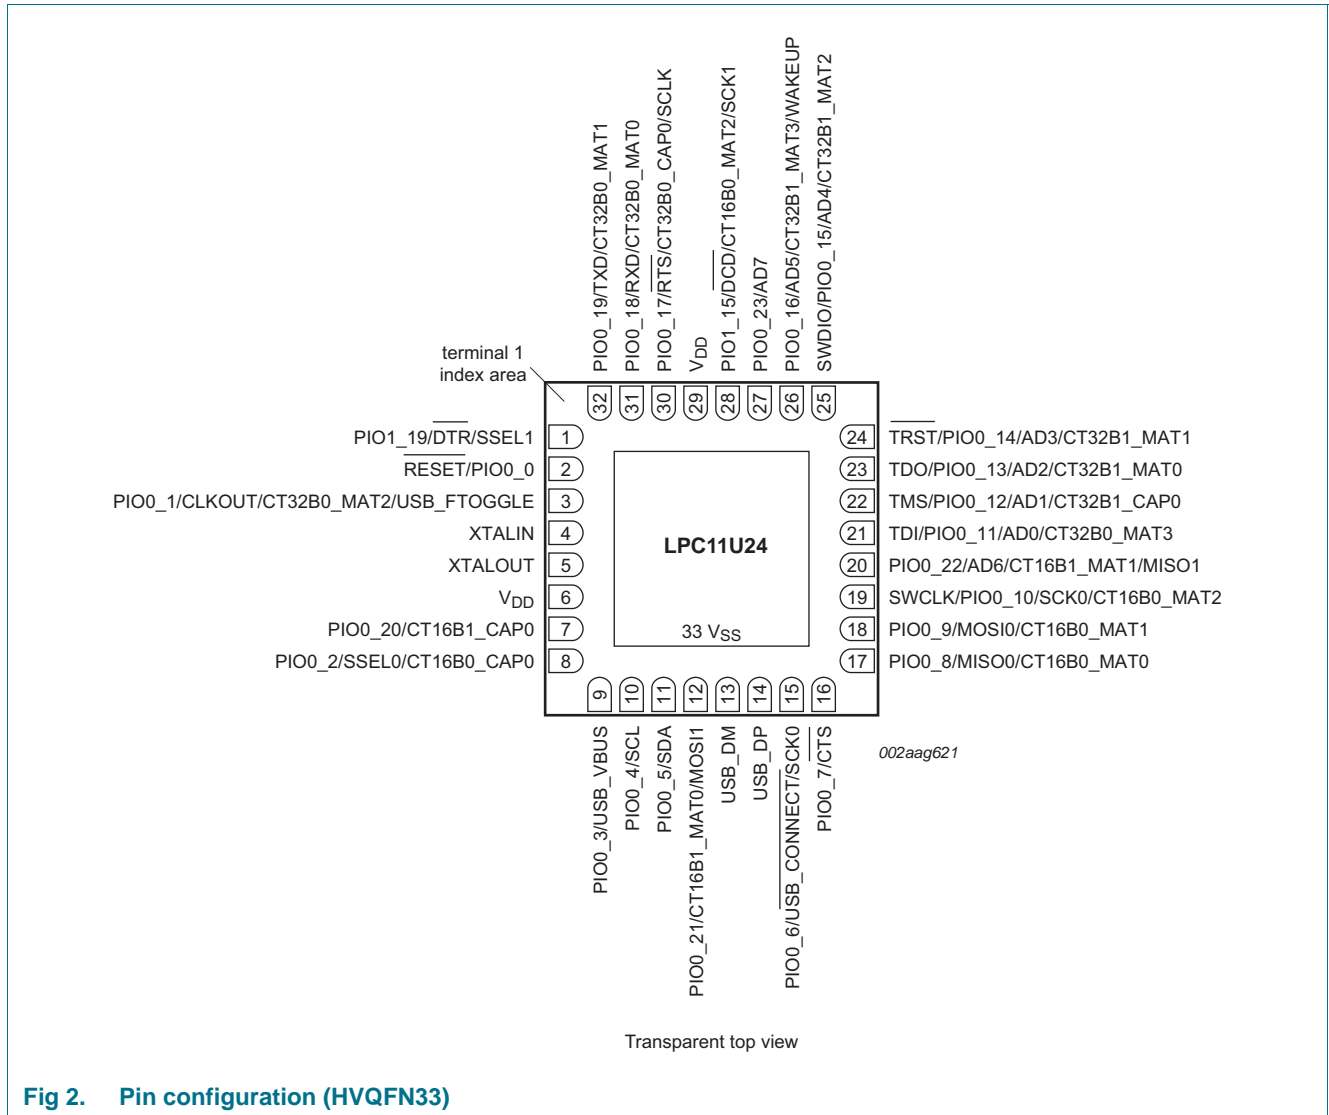 PIO0_19/TXD/CT32B0_MAT1
PIO0_18/RXD/CT32B0_MAT0
PIO0_17/RTS/CT32B0_CAP0/SCLK
VDD
PIO1_15/DCD/CT16B0_MAT2/SCK1
PIO0_23/AD7
PIO0_16/AD5/CT32B1_MAT3/WAKEUP
SWDIO/PIO0_15/AD4/CT32B1_MAT2
terminal 1
index area
32
31
30
29
28
27
26
25
PIO1_19/DTR/SSEL1 1
RESET/PIO0_0 2
PIO0_1/CLKOUT/CT32B0_MAT2/USB_FTOGGLE 3
XTALIN 4
XTALOUT 5
VDD 6
PIO0_20/CT16B1_CAP0 7
PIO0_2/SSEL0/CT16B0_CAP0 8
LPC11U24
33 VSS
24 TRST/PIO0_14/AD3/CT32B1_MAT1
23 TDO/PIO0_13/AD2/CT32B1_MAT0
22 TMS/PIO0_12/AD1/CT32B1_CAP0
21 TDI/PIO0_11/AD0/CT32B0_MAT3
20 PIO0_22/AD6/CT16B1_MAT1/MISO1
19 SWCLK/PIO0_10/SCK0/CT16B0_MAT2
18 PIO0_9/MOSI0/CT16B0_MAT1
17 PIO0_8/MISO0/CT16B0_MAT0
9
10
11
12
13
14
15
16
PIO0_3/USB_VBUS
PIO0_4/SCL
PIO0_5/SDA
PIO0_21/CT16B1_MAT0/MOSI1
USB_DM
USB_DP
PIO0_6/USB_CONNECT/SCK0
PIO0_7/CTS
002aag621
Transparent top view
Fig 2. Pin configuration (HVQFN33)